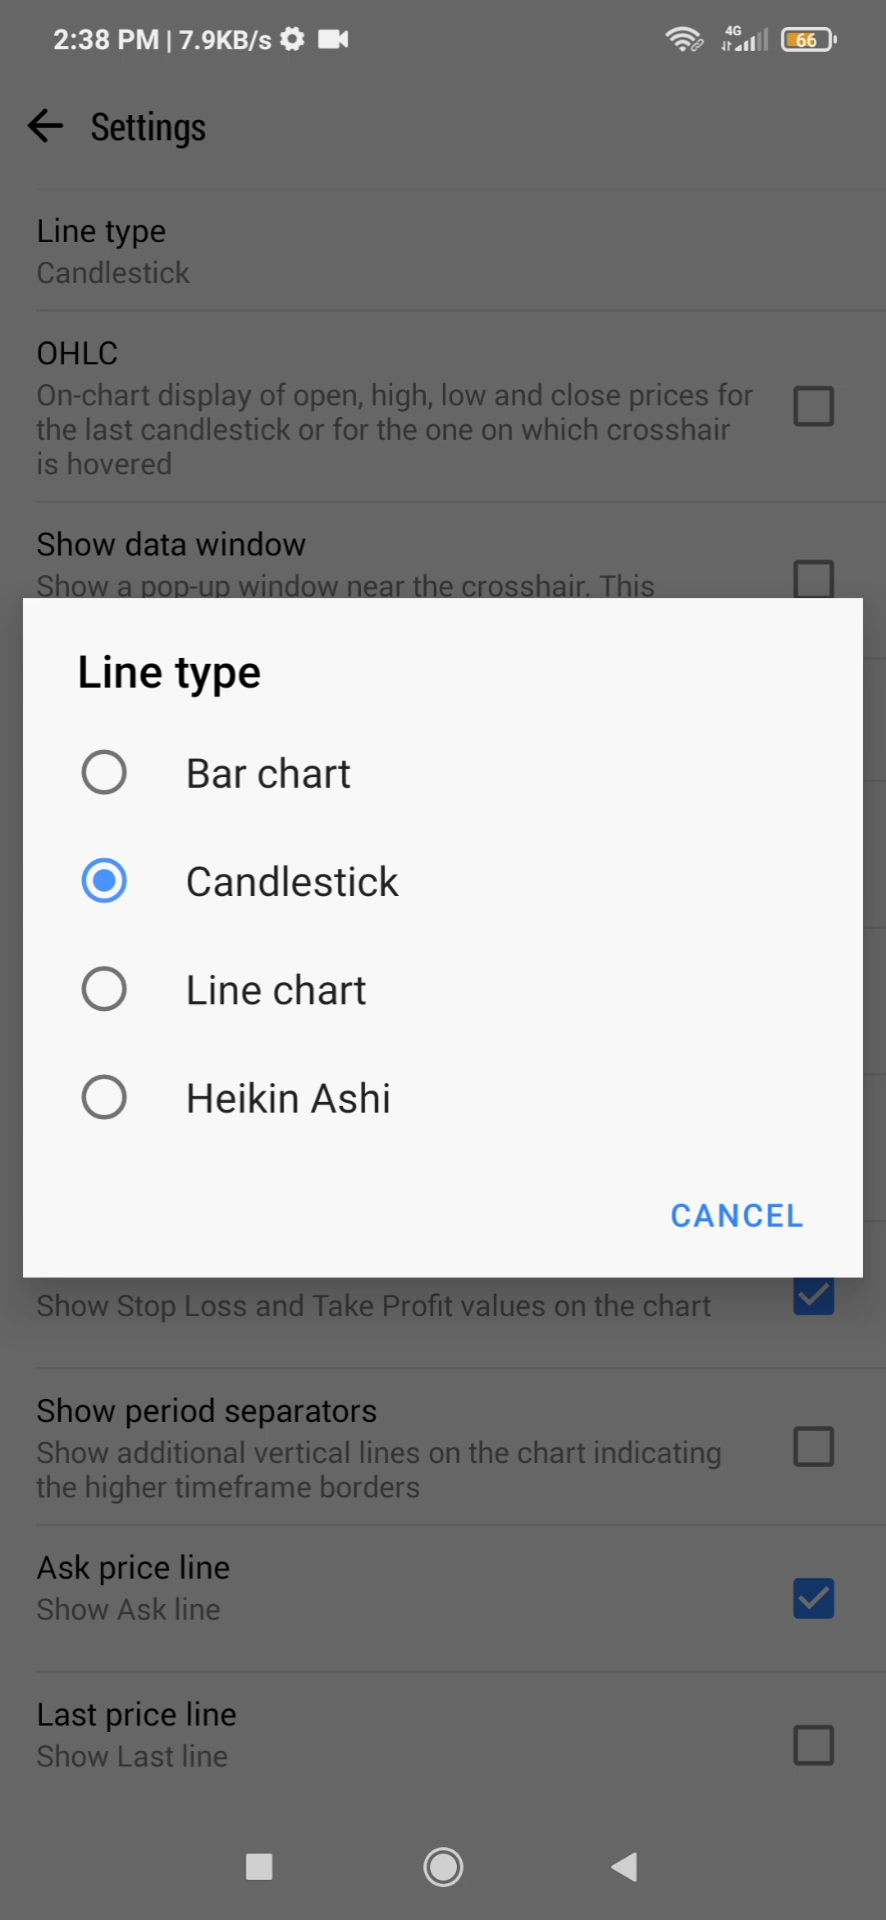 2:38 PM | 7.9KB/s
4G
66
Settings
Line type
Candlestick
OHLC
On-chart display of open, high, low and close prices for
the last candlestick or for the one on which crosshair
is hovered
Show data window
Show a pop-up window near the crosshair. This
Line type
Bar chart
Candlestick
Line chart
Heikin Ashi
CANCEL
Show Stop Loss and Take Profit values on the chart
Show period separators
Show additional vertical lines on the chart indicating
the higher timeframe borders
Ask price line
Show Ask line
Last price line
Show Last line